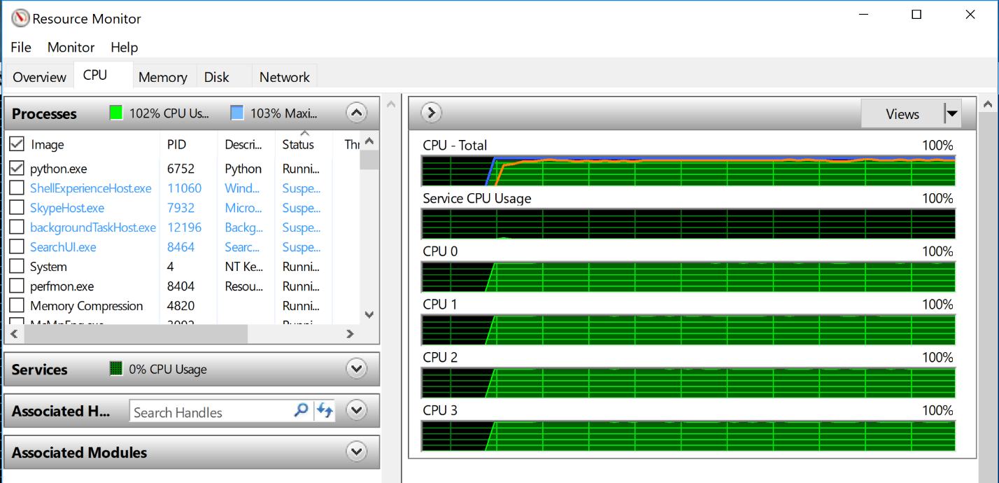 Resource Monitor
File Monitor Help
Overview CPU Memory Disk Network
Processes 102% CPU Us... 103% Maxi...
Image PID Descri... Status Thr
python.exe 6752 Python Runni...
ShellExperienceHost.exe 11060 Wind... Suspe...
SkypeHost.exe 7932 Micro... Suspe...
backgroundTaskHost.exe 12196 Backg... Suspe...
SearchUI.exe 8464 Searc... Suspe...
System 4 NT Ke... Runni...
perfmon.exe 8404 Resou... Runni...
Memory Compression 4820 Runni...
Services 0% CPU Usage
Associated H... Search Handles
Associated Modules
Views
CPU - Total 100%
Service CPU Usage 100%
CPU 0 100%
CPU 1 100%
CPU 2 100%
CPU 3 100%